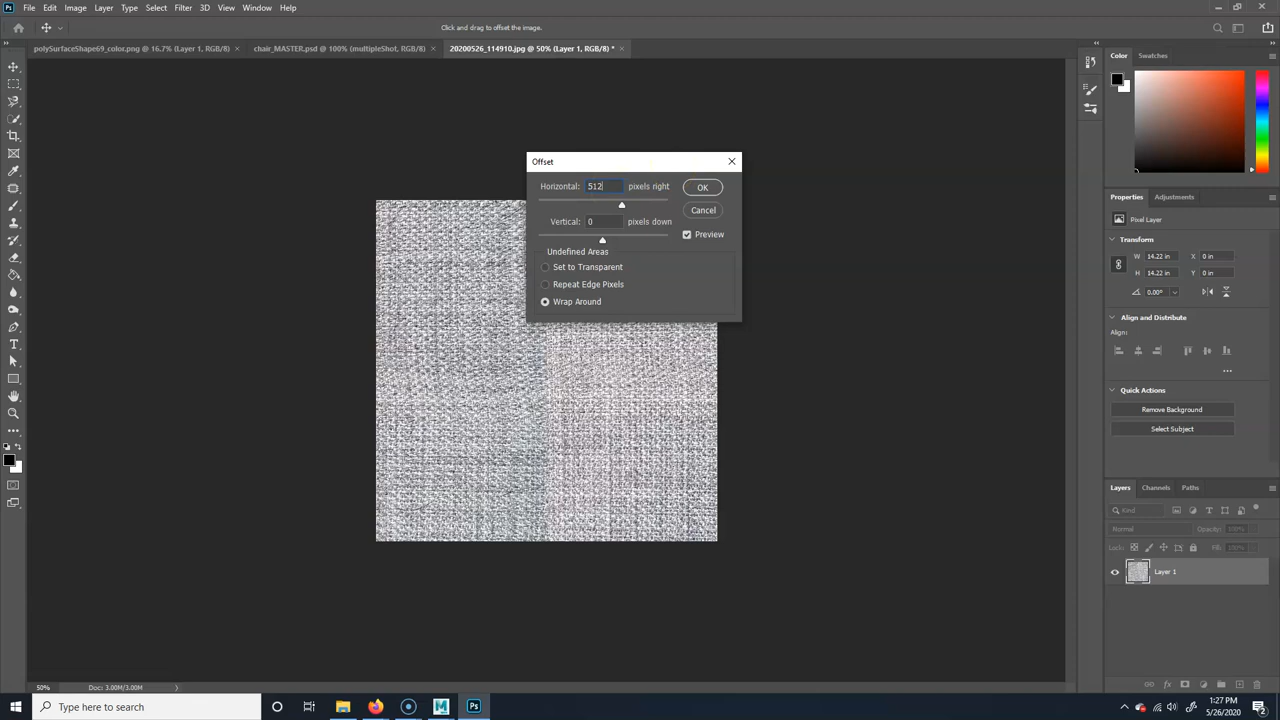 Ps File Edit Image Layer Type Select Filter 3D View Window Help
Click and drag to offset the image.
polySurfaceShape69_color.png @ 16.7% (Layer 1, RGB/8) × chair_MASTER.psd @ 100% (multipleShot, RGB/8) × 20200526_114910.jpg @ 50% (Layer 1, RGB/8) * ×
Color Swatches
Offset
Horizontal: 512 pixels right OK
Cancel
Vertical: 0 pixels down
Preview
Undefined Areas
Set to Transparent
Repeat Edge Pixels
Wrap Around
Properties Adjustments
Pixel Layer
Transform
W 14.22 in X 0 in
H 14.22 in Y 0 in
0.00°
Align and Distribute
Align:
Quick Actions
Remove Background
Select Subject
Layers Channels Paths
Kind
Normal Opacity: 100%
Lock: Fill: 100%
Layer 1
50% Doc: 3.00M/3.00M
Type here to search
M
Ps
1:27 PM
5/26/2020
2